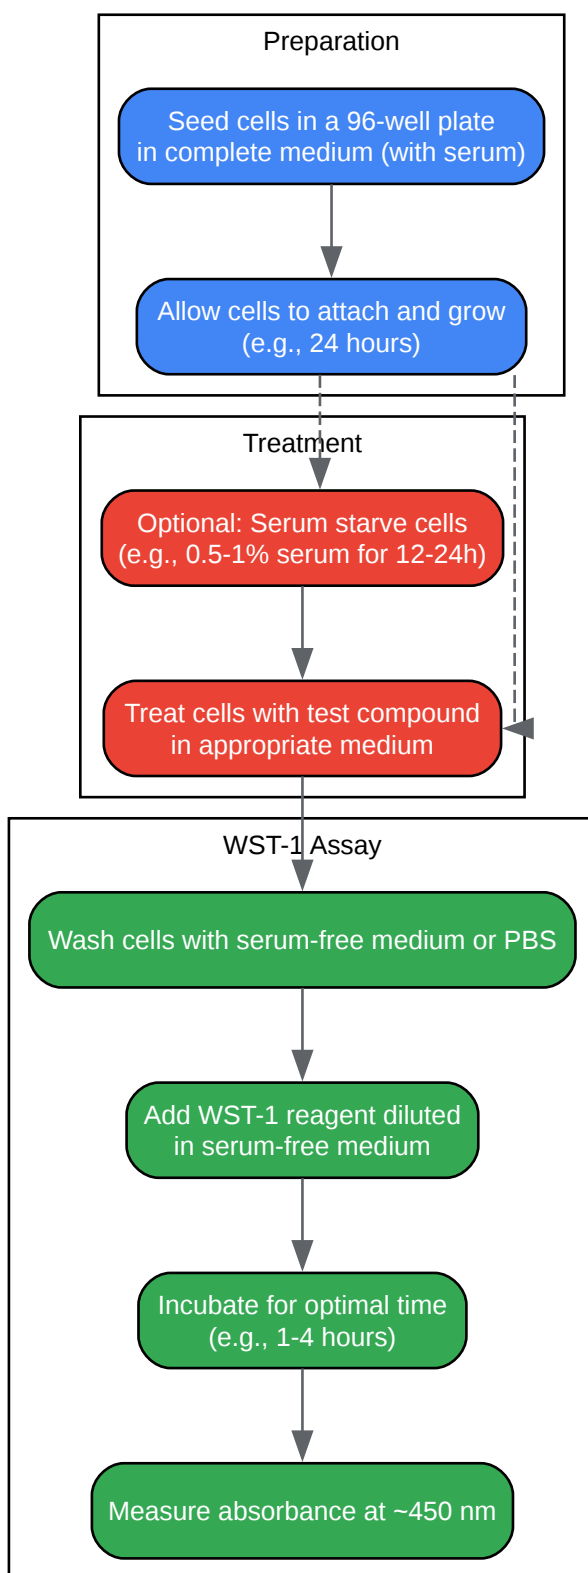 Preparation
Seed cells in a 96-well plate
in complete medium (with serum)
Allow cells to attach and grow
(e.g., 24 hours)
Treatment
Optional: Serum starve cells
(e.g., 0.5-1% serum for 12-24h)
Treat cells with test compound
in appropriate medium
WST-1 Assay
Wash cells with serum-free medium or PBS
Add WST-1 reagent diluted
in serum-free medium
Incubate for optimal time
(e.g., 1-4 hours)
Measure absorbance at ~450 nm